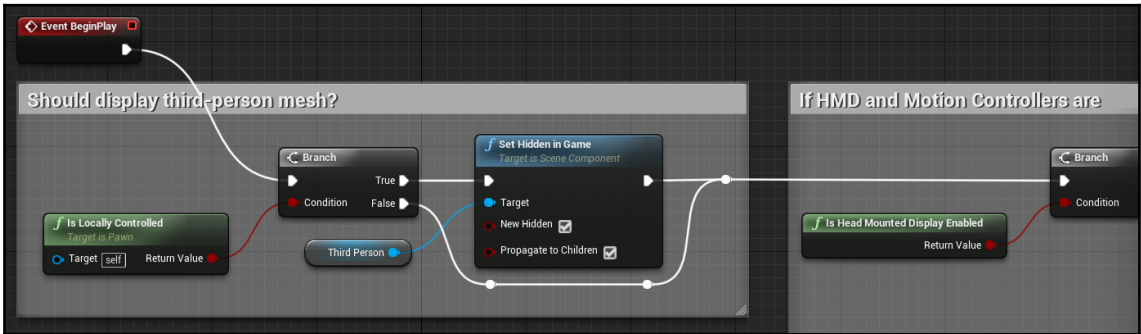 Event BeginPlay
Should display third-person mesh?
If HMD and Motion Controllers are
f Set Hidden in Game
Target is Scene Component
Branch
True
Condition
False
Target
New Hidden
Propagate to Children
f Is Locally Controlled
Target is Pawn
Target self
Return Value
Third Person
Branch
Condition
f Is Head Mounted Display Enabled
Return Value